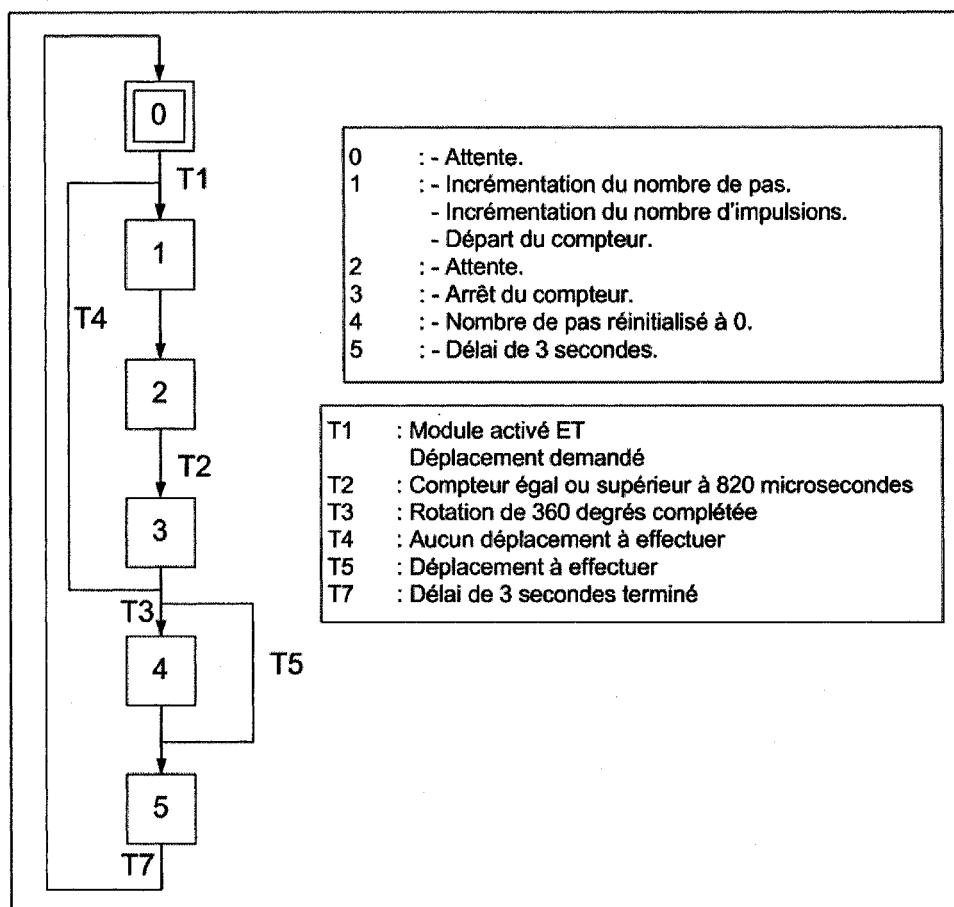 0
T1
1
T4
2
T2
3
T3
4
T5
5
T7
0 : - Attente.
1 : - Incrémentation du nombre de pas.
- Incrémentation du nombre d'impulsions.
- Départ du compteur.
2 : - Attente.
3 : - Arrêt du compteur.
4 : - Nombre de pas réinitialisé à 0.
5 : - Délai de 3 secondes.
T1 : Module activé ET
Déplacement demandé
T2 : Compteur égal ou supérieur à 820 microsecondes
T3 : Rotation de 360 degrés complétée
T4 : Aucun déplacement à effectuer
T5 : Déplacement à effectuer
T7 : Délai de 3 secondes terminé